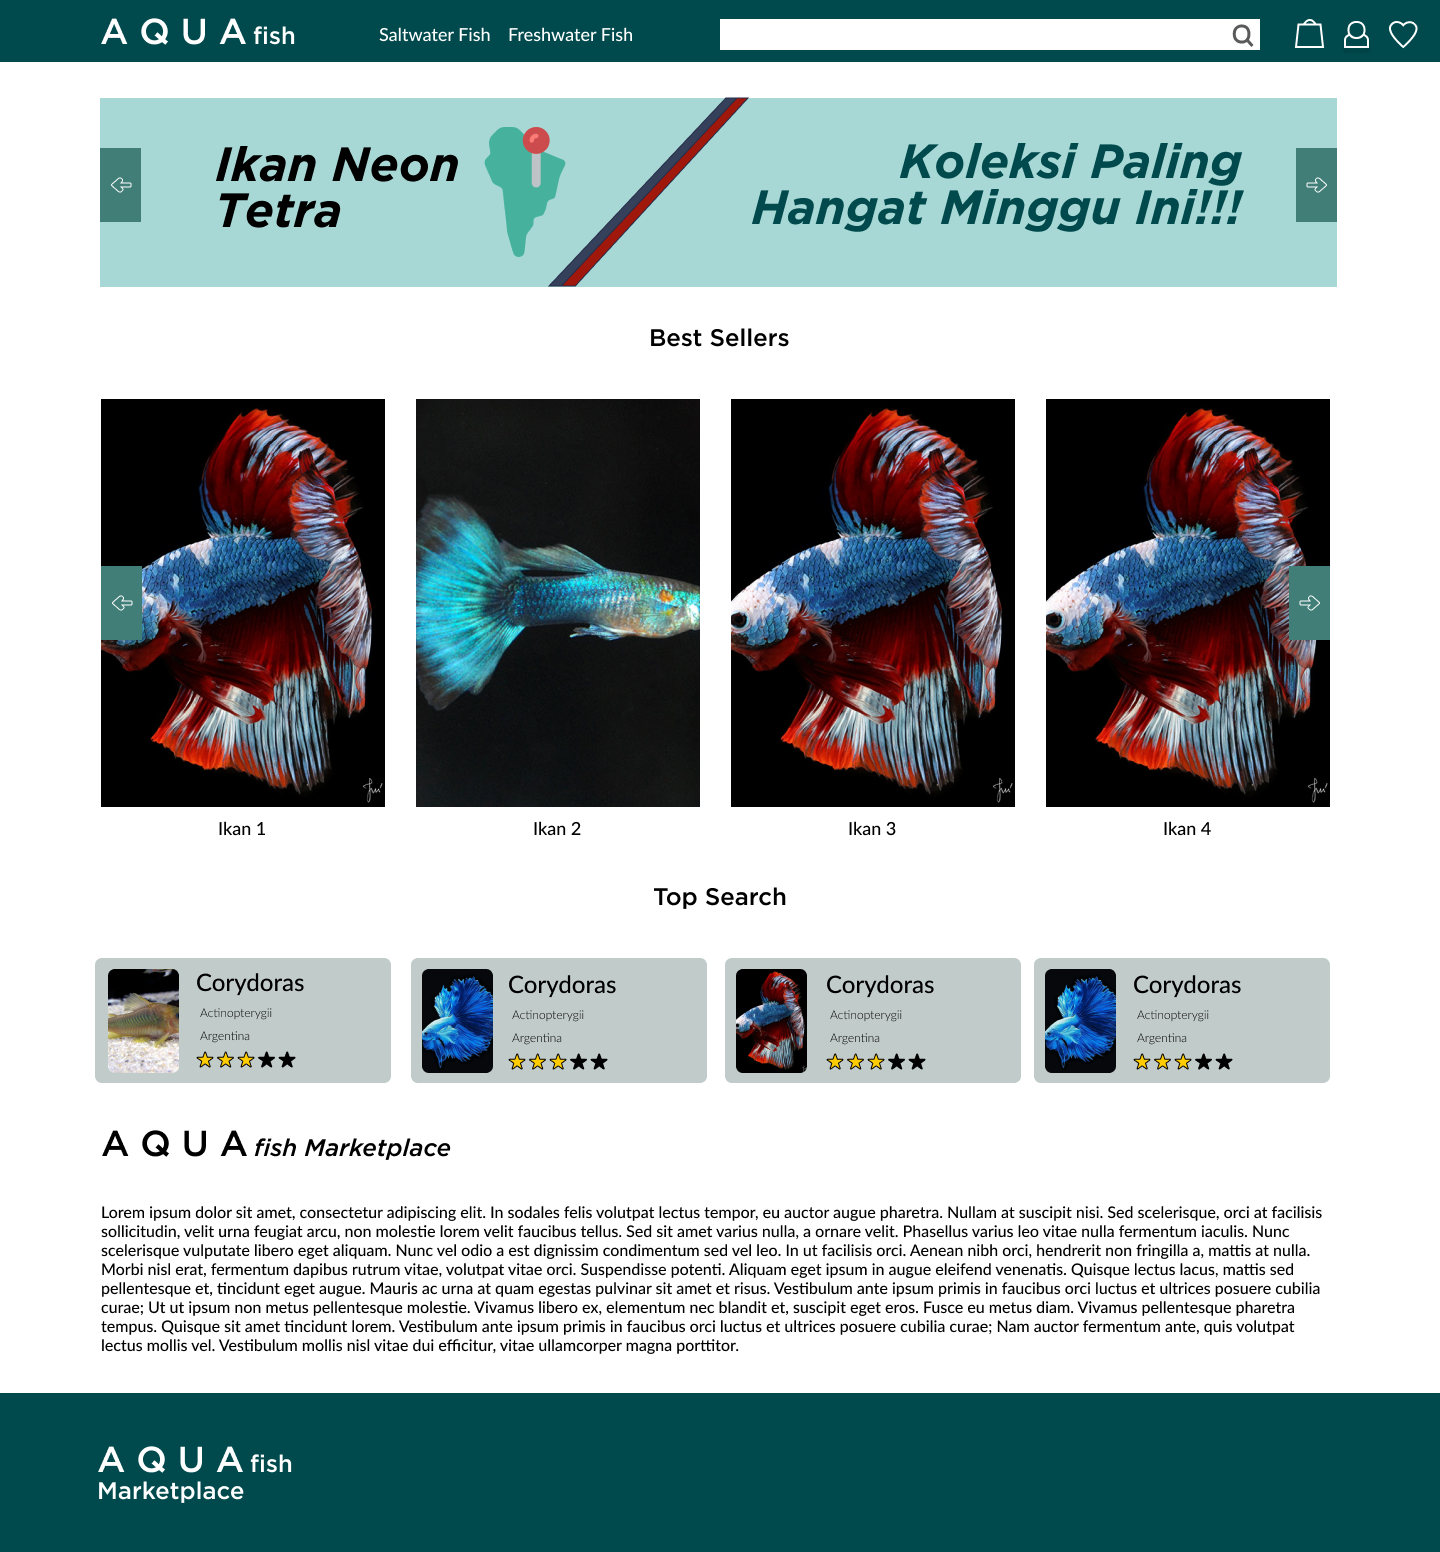 AQUA fish
Saltwater Fish Freshwater Fish
Ikan Neon
Tetra
Koleksi Paling
Hangat Minggu Ini!!!
Best Sellers
Ikan 1
Ikan 2
Ikan 3
Ikan 4
Top Search
Corydoras
Actinopterygii
Argentina
Corydoras
Actinopterygii
Argentina
Corydoras
Actinopterygii
Argentina
Corydoras
Actinopterygii
Argentina
AQUA fish Marketplace
Lorem ipsum dolor sit amet, consectetur adipiscing elit. In sodales felis volutpat lectus tempor, eu auctor augue pharetra. Nullam at suscipit nisi. Sed scelerisque, orci at facilisis
sollicitudin, velit urna feugiat arcu, non molestie lorem velit faucibus tellus. Sed sit amet varius nulla, a ornare velit. Phasellus varius leo vitae nulla fermentum iaculis. Nunc
scelerisque vulputate libero eget aliquam. Nunc vel odio a est dignissim condimentum sed vel leo. In ut facilisis orci. Aenean nibh orci, hendrerit non fringilla a, mattis at nulla.
Morbi nisl erat, fermentum dapibus rutrum vitae, volutpat vitae orci. Suspendisse potenti. Aliquam eget ipsum in augue eleifend venenatis. Quisque lectus lacus, mattis sed
pellentesque et, tincidunt eget augue. Mauris ac urna at quam egestas pulvinar sit amet et risus. Vestibulum ante ipsum primis in faucibus orci luctus et ultrices posuere cubilia
curae; Ut ut ipsum non metus pellentesque molestie. Vivamus libero ex, elementum nec blandit et, suscipit eget eros. Fusce eu metus diam. Vivamus pellentesque pharetra
tempus. Quisque sit amet tincidunt lorem. Vestibulum ante ipsum primis in faucibus orci luctus et ultrices posuere cubilia curae; Nam auctor fermentum ante, quis volutpat
lectus mollis vel. Vestibulum mollis nisl vitae dui efficitur, vitae ullamcorper magna porttitor.
AQUA fish
Marketplace